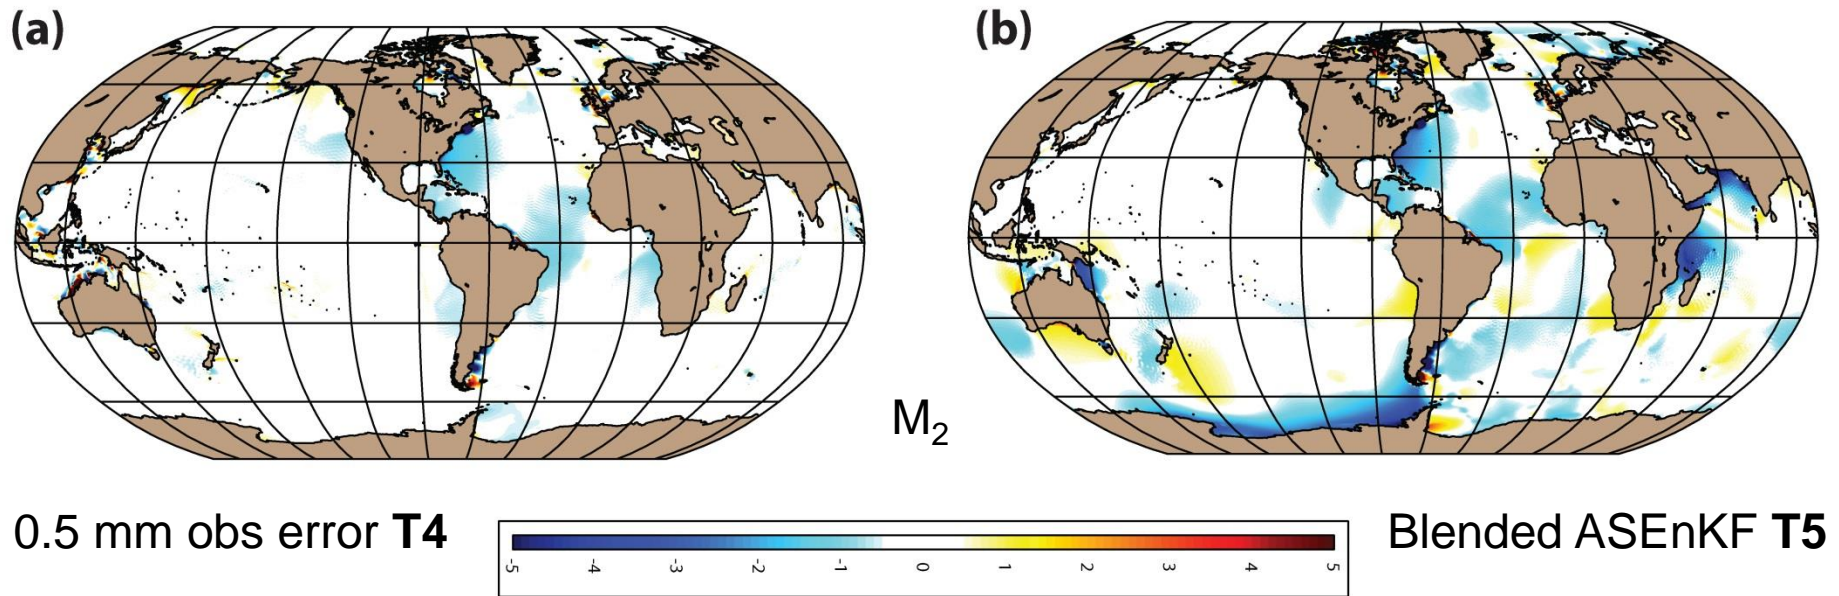 (a)
(b)
M₂
0.5 mm obs error T4
Blended ASEnKF T5
-5 -4 -3 -2 -1 0 1 2 3 4 5